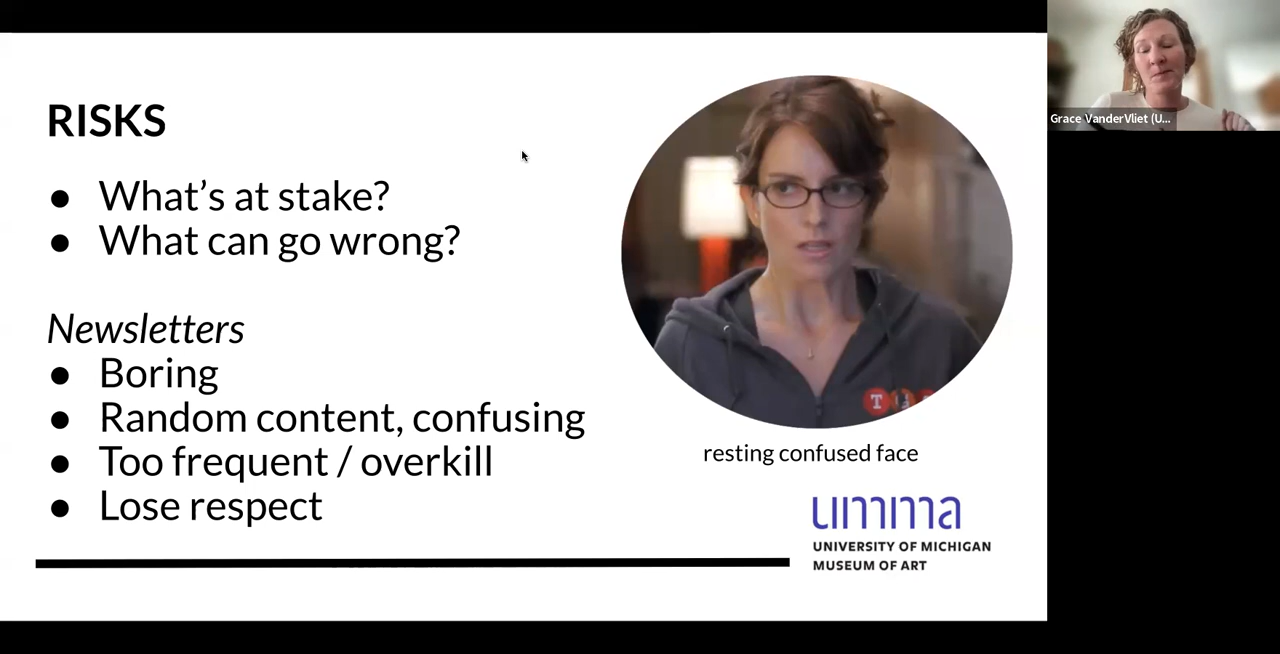 RISKS
● What’s at stake?
● What can go wrong?
Newsletters
● Boring
● Random content, confusing
● Too frequent / overkill
● Lose respect
resting confused face
umma
UNIVERSITY OF MICHIGAN
MUSEUM OF ART
Grace VanderVliet (U...